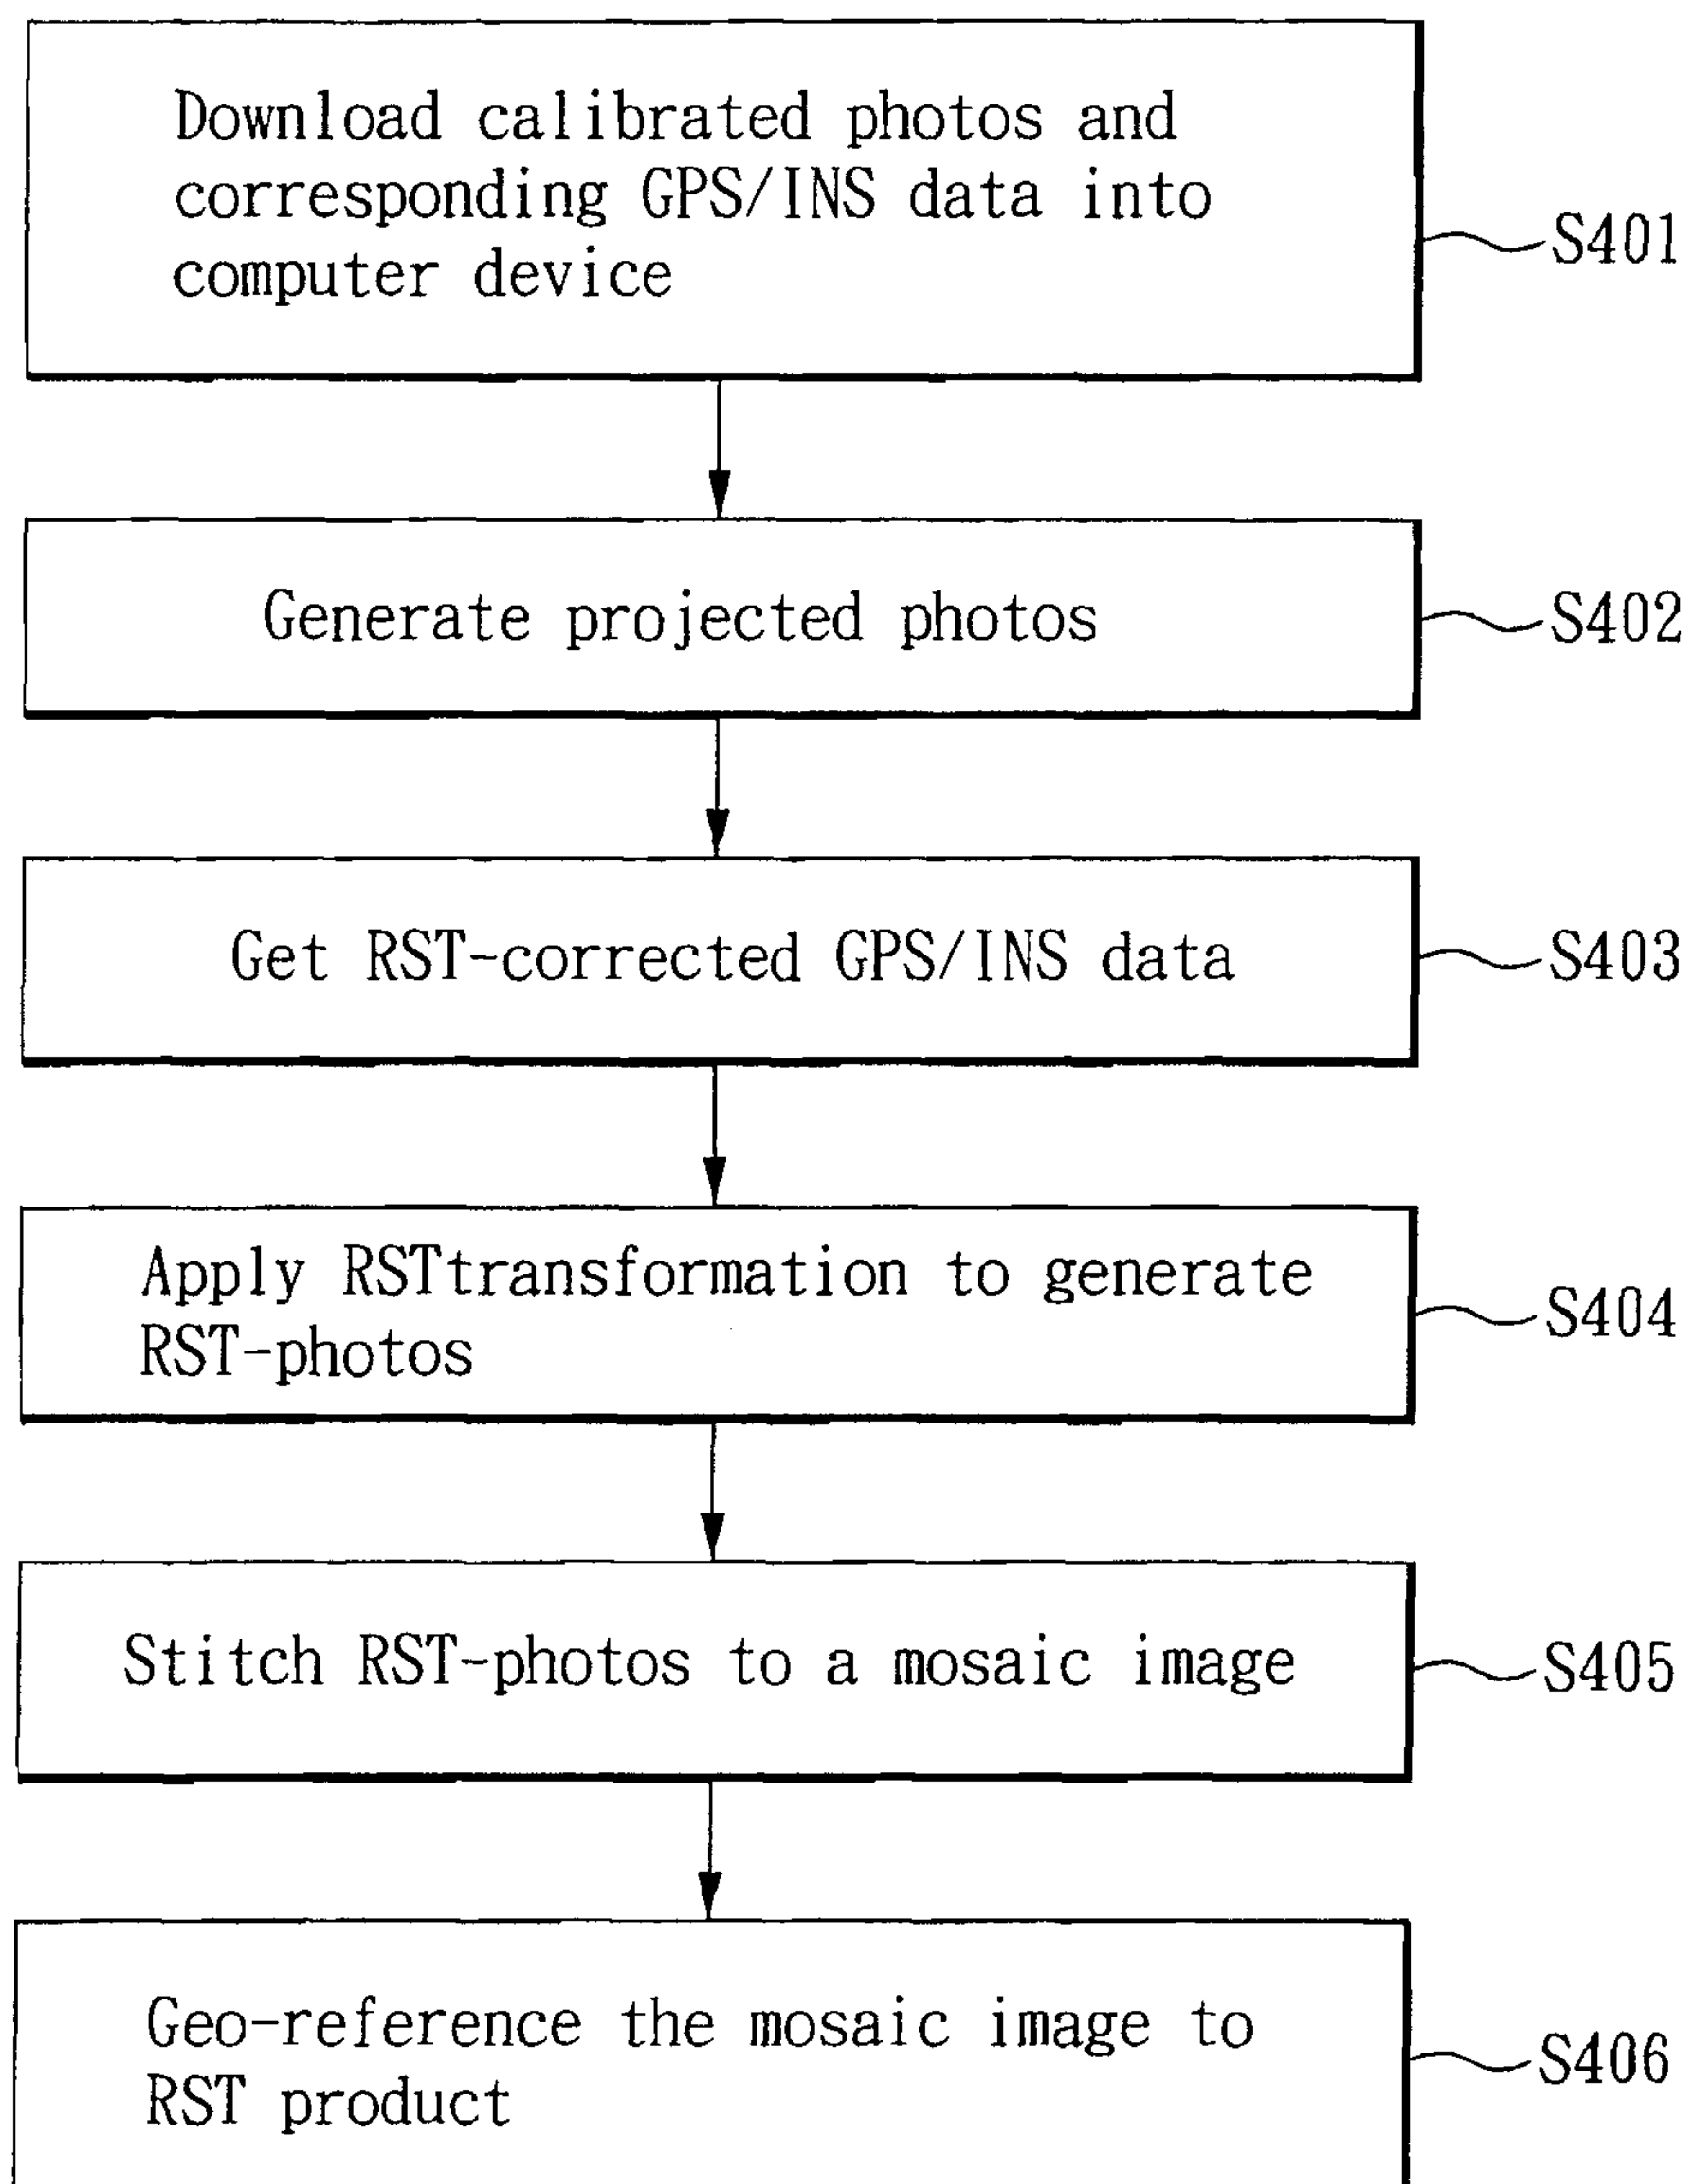 Download calibrated photos and
corresponding GPS/INS data into
computer device
S401
Generate projected photos
S402
Get RST-corrected GPS/INS data
S403
Apply RSTtransformation to generate
RST-photos
S404
Stitch RST-photos to a mosaic image
S405
Geo-reference the mosaic image to
RST product
S406